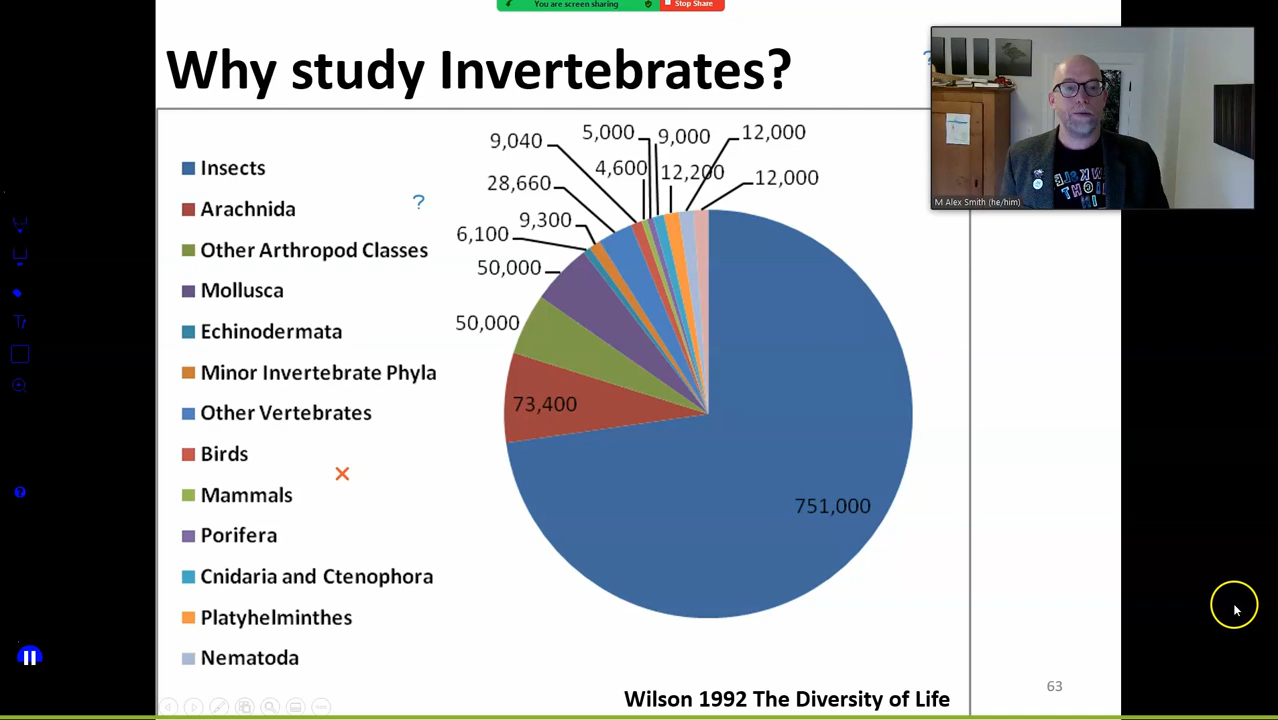 You are screen sharing
Stop Share
Why study Invertebrates?
?
M Alex Smith (he/him)
Insects
Arachnida
?
Other Arthropod Classes
Mollusca
Echinodermata
Minor Invertebrate Phyla
Other Vertebrates
Birds
Mammals
Porifera
Cnidaria and Ctenophora
Platyhelminthes
Nematoda
5,000
9,000
12,000
9,040
4,600
12,200
12,000
28,660
9,300
6,100
50,000
50,000
73,400
751,000
Wilson 1992 The Diversity of Life
63